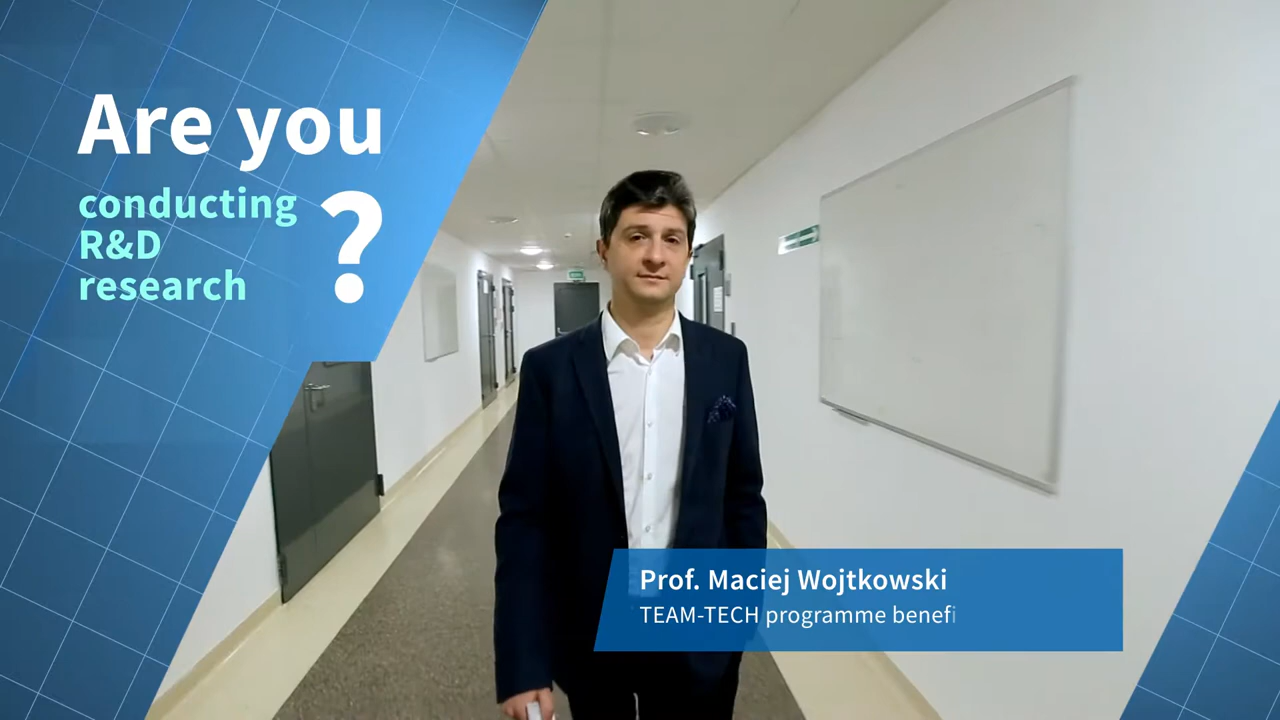 Are you
conducting
R&D
research
?
Prof. Maciej Wojtkowski
TEAM-TECH programme benefi